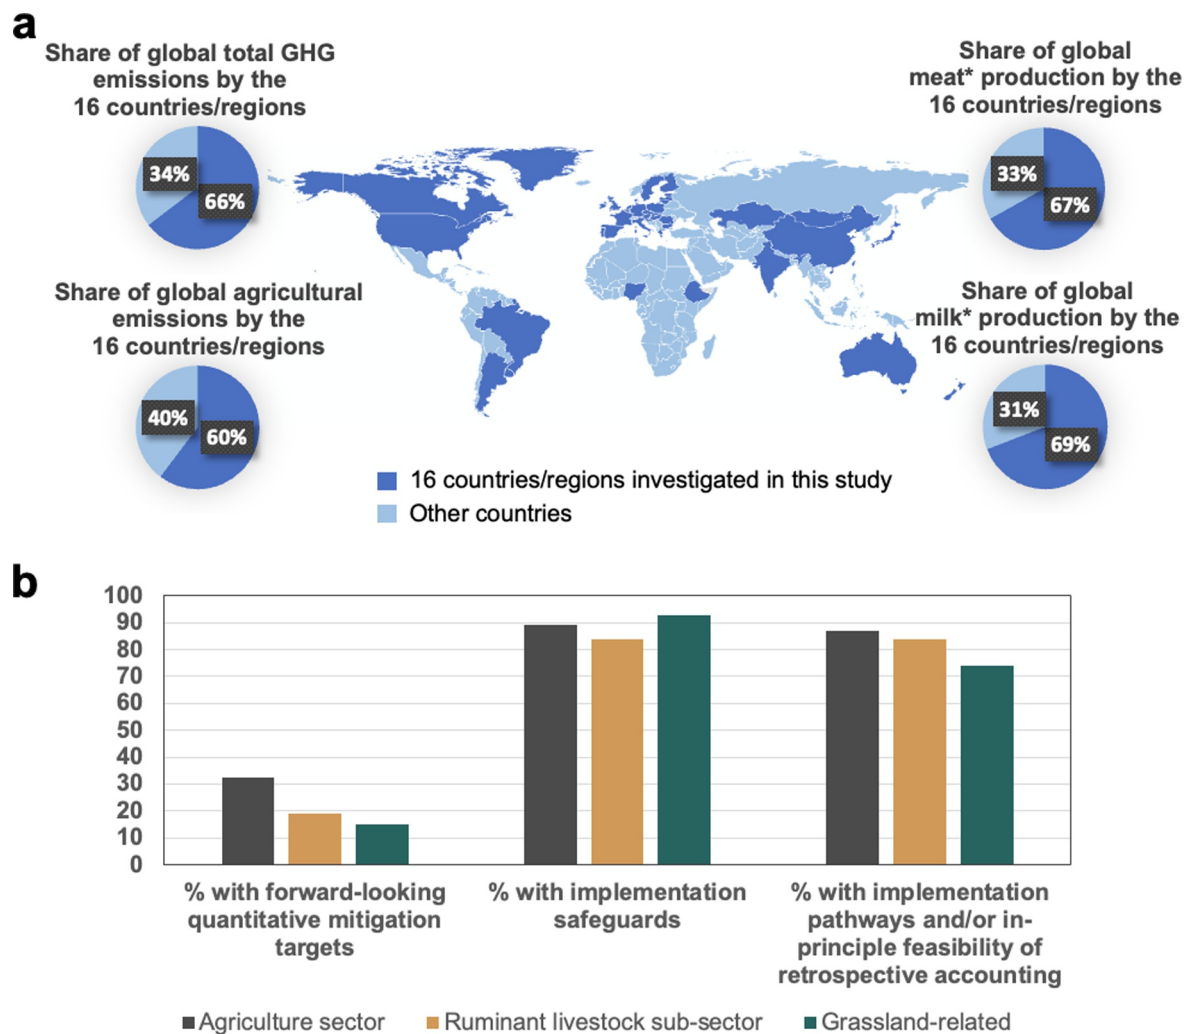 a
Share of global total GHG
emissions by the
16 countries/regions
34%
66%
Share of global agricultural
emissions by the
16 countries/regions
40%
60%
Share of global
meat* production by the
16 countries/regions
33%
67%
Share of global
milk* production by the
16 countries/regions
31%
69%
16 countries/regions investigated in this study
Other countries
b
100
90
80
70
60
50
40
30
20
10
0
% with forward-looking
quantitative mitigation
targets
% with implementation
safeguards
% with implementation
pathways and/or in-
principle feasibility of
retrospective accounting
Agriculture sector
Ruminant livestock sub-sector
Grassland-related